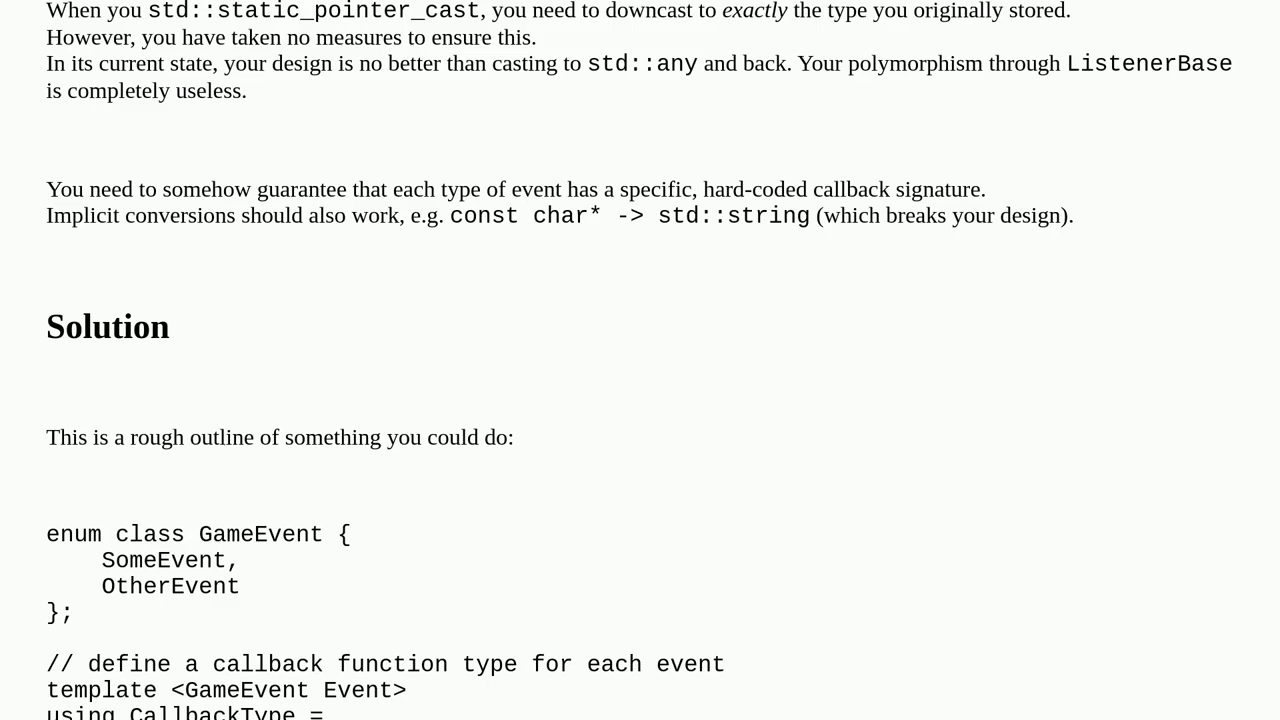 When you std::static_pointer_cast, you need to downcast to exactly the type you originally stored.
However, you have taken no measures to ensure this.
In its current state, your design is no better than casting to std::any and back. Your polymorphism through ListenerBase
is completely useless.
You need to somehow guarantee that each type of event has a specific, hard-coded callback signature.
Implicit conversions should also work, e.g. const char* -> std::string (which breaks your design).
Solution
This is a rough outline of something you could do:
enum class GameEvent {
    SomeEvent,
    OtherEvent
};
// define a callback function type for each event
template <GameEvent Event>
using CallbackType =